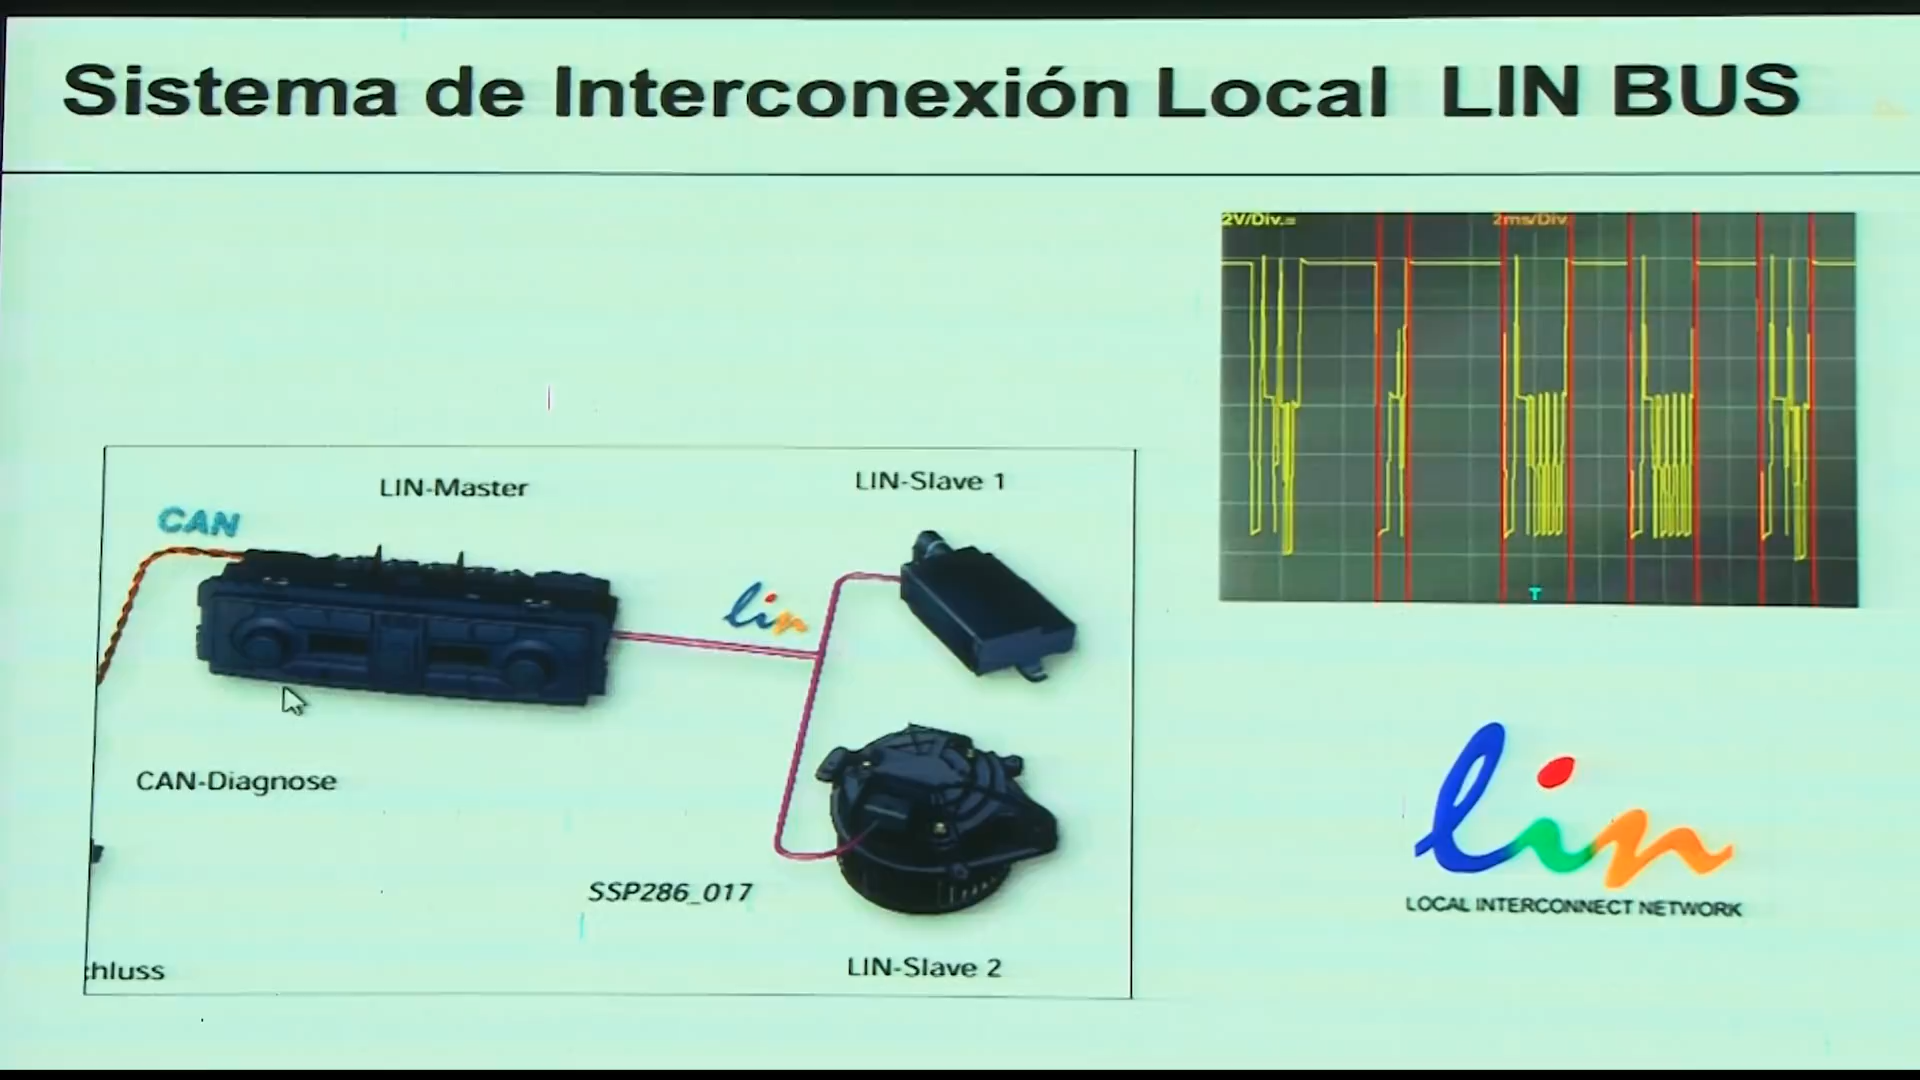 Sistema de Interconexión Local LIN BUS
2V/Div.=
2ms/Div
T
LIN-Master
LIN-Slave 1
CAN
lin
CAN-Diagnose
SSP286_017
LIN-Slave 2
chluss
lin
LOCAL INTERCONNECT NETWORK